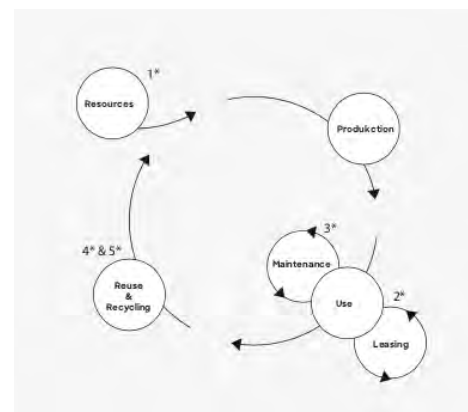 1*
Resources
Produkction
4* & 5*
3*
Maintenance
Reuse
&
Recycling
Use
2*
Leasing